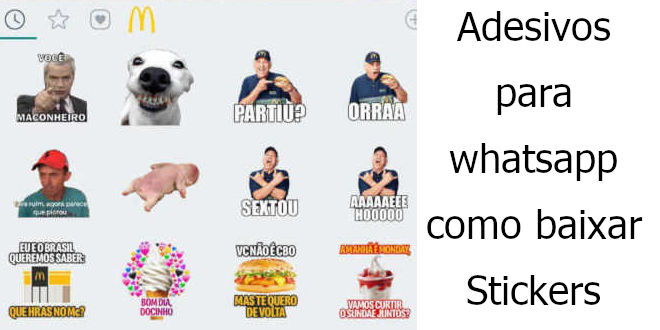 VOCÊ
MACONHEIRO
PARTIU?
ORRAA
tava ruim, agora parece
que piorou
SEXTOU
AAAAAEEE
HOOOOO
EU E O BRASIL
QUEREMOS SABER:
QUE HRAS NO Mc?
BOM DIA,
DOCINHO
VC NÃO É CBO
MAS TE QUERO
DE VOLTA
AMANHÃ É MONDAY,
VAMOS CURTIR
O SUNDAE JUNTOS?
Adesivos
para
whatsapp
como baixar
Stickers